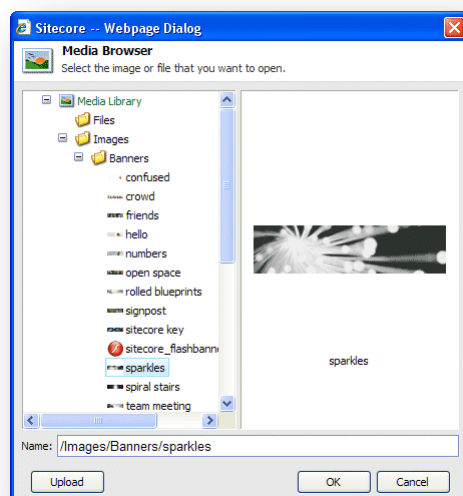 Sitecore -- Webpage Dialog
Media Browser
Select the image or file that you want to open.
Media Library
Files
Images
Banners
confused
crowd
friends
hello
numbers
open space
rolled blueprints
signpost
sitecore key
sitecore_flashbann
sparkles
spiral stairs
team meeting
sparkles
Name: /Images/Banners/sparkles
Upload OK Cancel